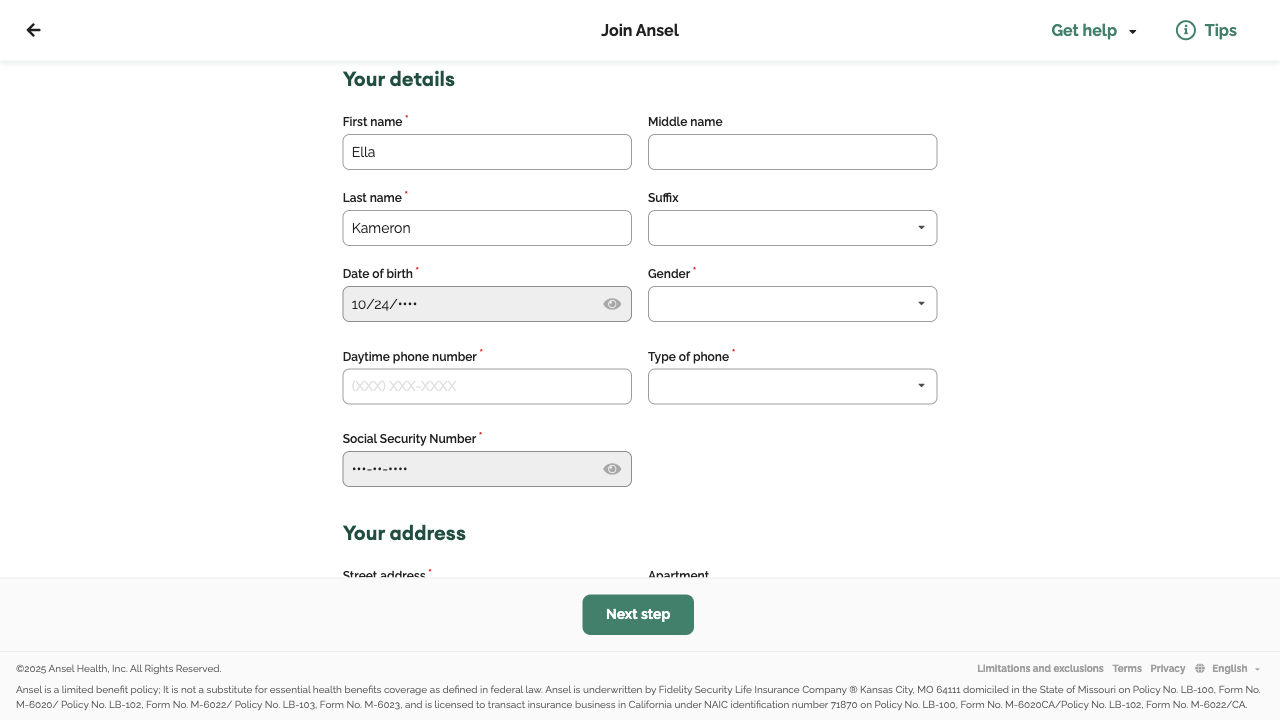 Join Ansel
Get help
Tips
Your details
First name *
Middle name
Ella
Last name *
Suffix
Kameron
Date of birth *
Gender *
10/24/••••
Daytime phone number *
Type of phone *
(XXX) XXX-XXXX
Social Security Number *
•••-••-••••
Your address
Street address *
Apartment
Next step
©2025 Ansel Health, Inc. All Rights Reserved.
Limitations and exclusions Terms Privacy English
Ansel is a limited benefit policy; It is not a substitute for essential health benefits coverage as defined in federal law. Ansel is underwritten by Fidelity Security Life Insurance Company ® Kansas City, MO 64111 domiciled in the State of Missouri on Policy No. LB-100, Form No.
M-6020/ Policy No. LB-102, Form No. M-6022/ Policy No. LB-103, Form No. M-6023, and is licensed to transact insurance business in California under NAIC identification number 71870 on Policy No. LB-100, Form No. M-6020CA/Policy No. LB-102, Form No. M-6022/CA.